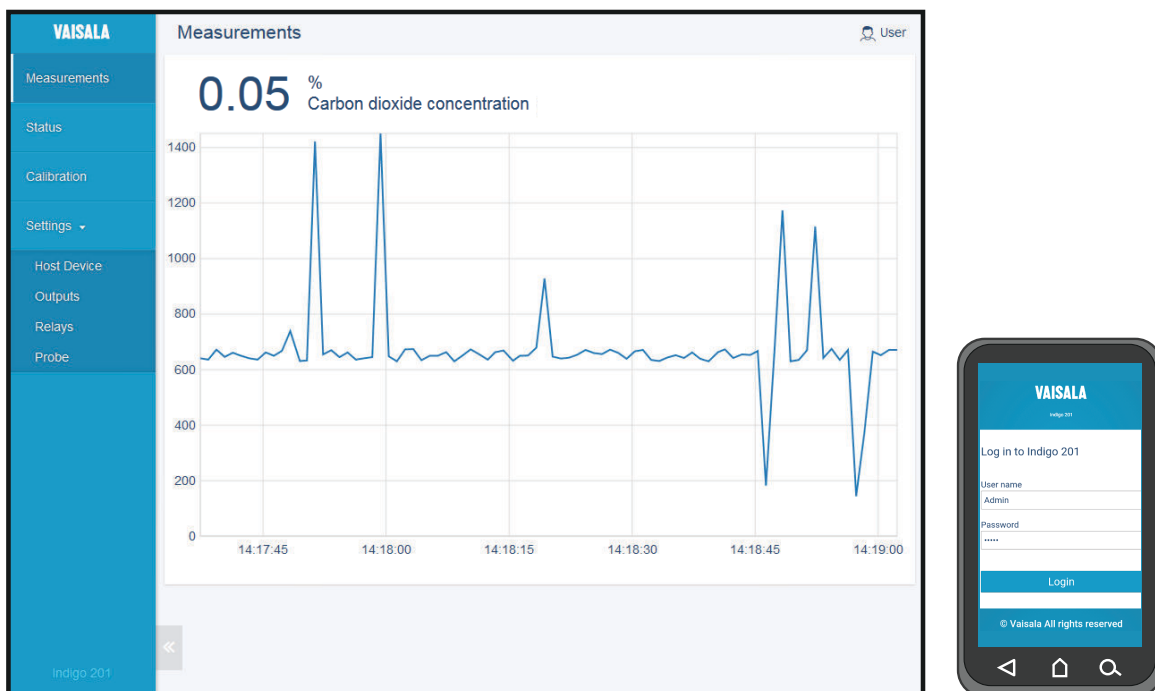 VAISALA
Measurements
User
Measurements
Status
Calibration
Settings
Host Device
Outputs
Relays
Probe
Indigo 201
0.05 %
Carbon dioxide concentration
1400
1200
1000
800
600
400
200
0
14:17:45 14:18:00 14:18:15 14:18:30 14:18:45 14:19:00
VAISALA
Indigo 201
Log in to Indigo 201
User name
Admin
Password
•••••
Login
© Vaisala All rights reserved